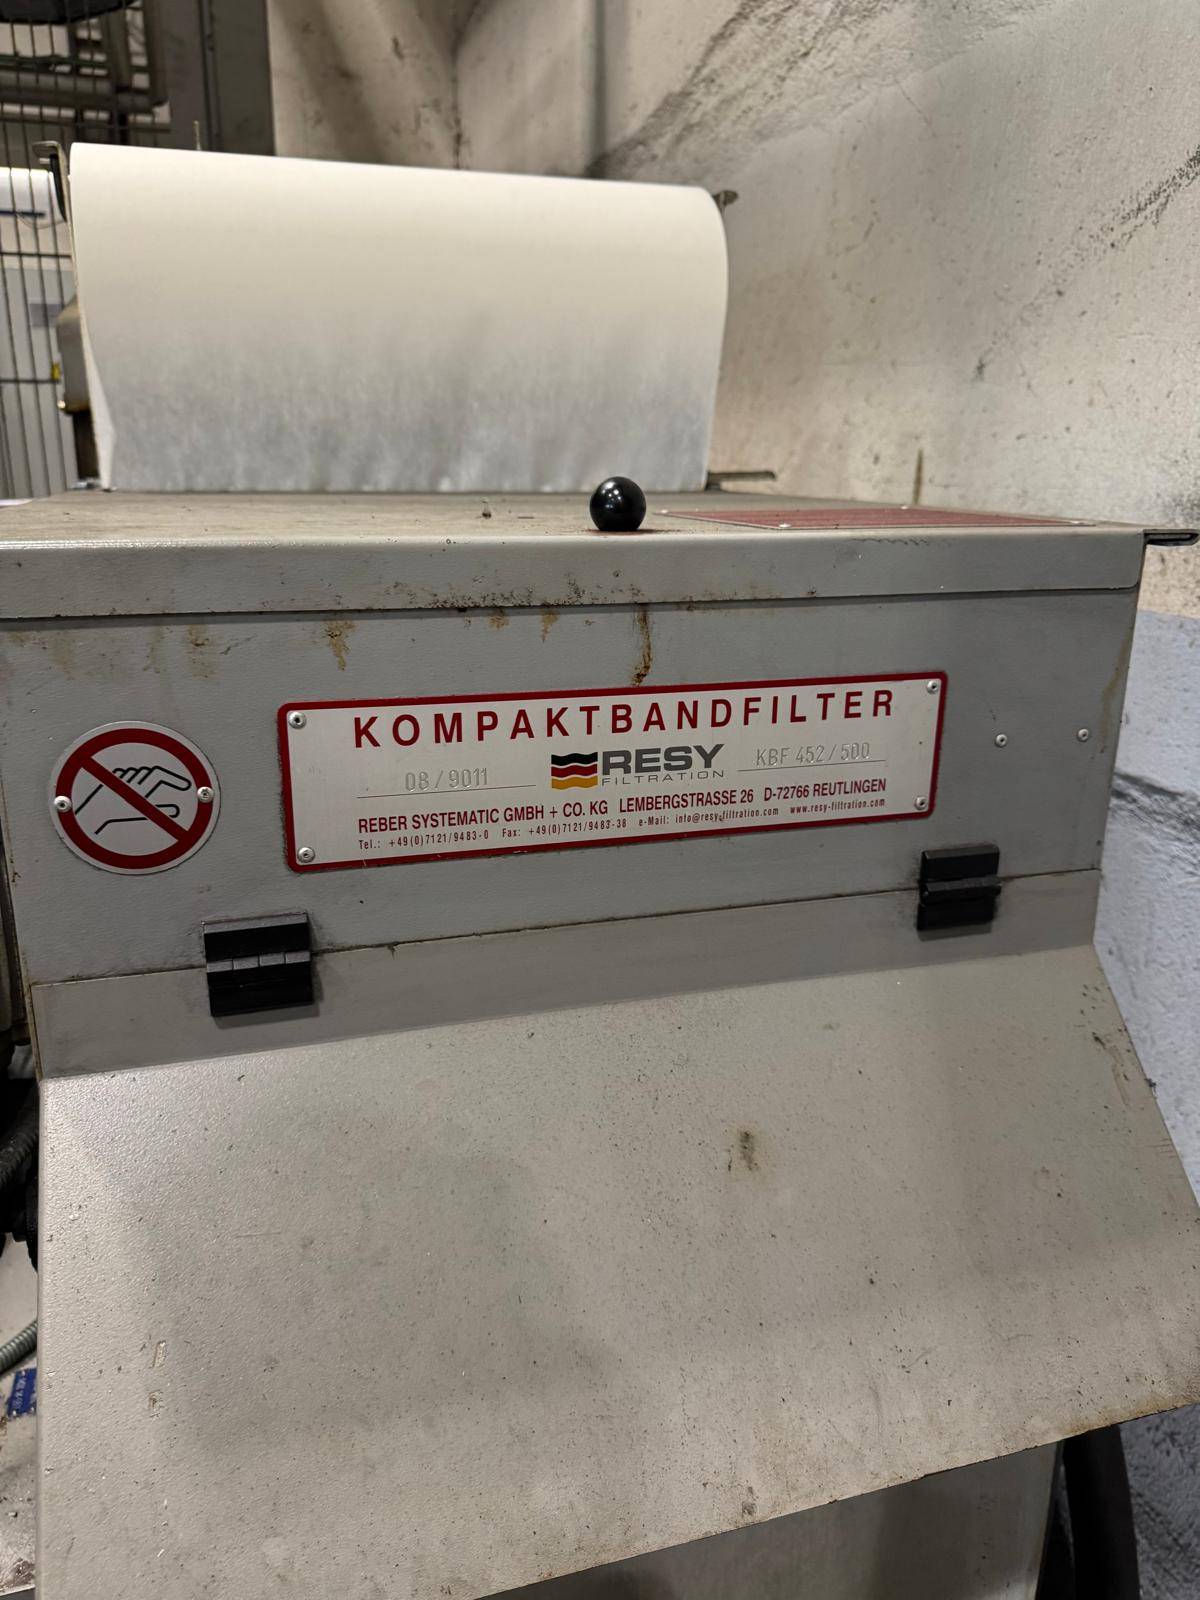 KOMPAKTBANDFILTER
08/9011
RESY
FILTRATION
KBF 452/500
REBER SYSTEMATIC GMBH + CO. KG LEMBERGSTRASSE 26 D-72766 REUTLINGEN
Tel.: +49(0)7121/9483-0 Fax: +49(0)7121/9483-38 e-Mail: info@resy-filtration.com www.resy-filtration.com